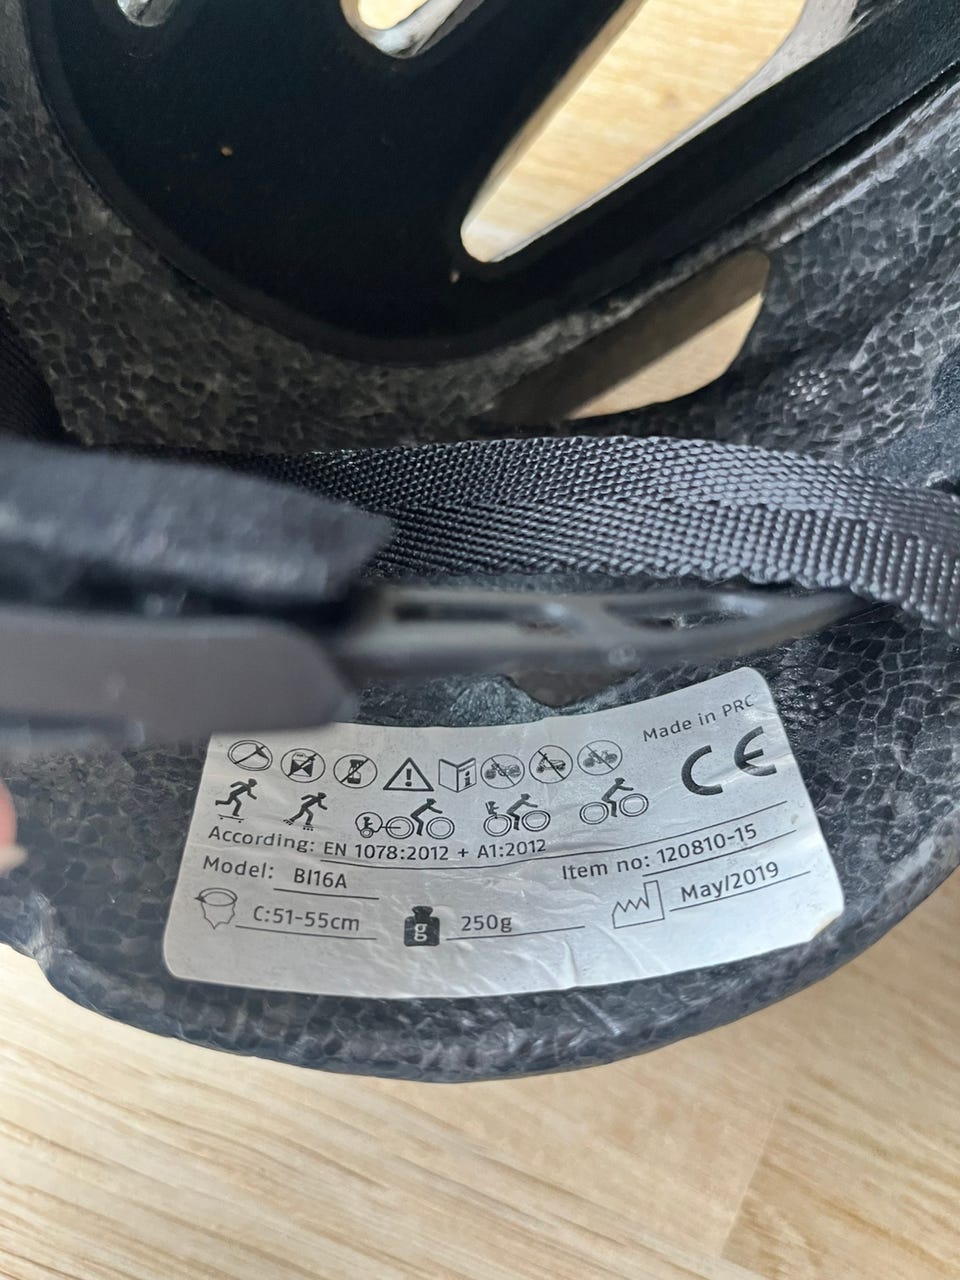 Made in PRC
CE
According: EN 1078:2012 + A1:2012
Item no: 120810-15
Model: BI16A
May/2019
C:51-55cm
g 250g